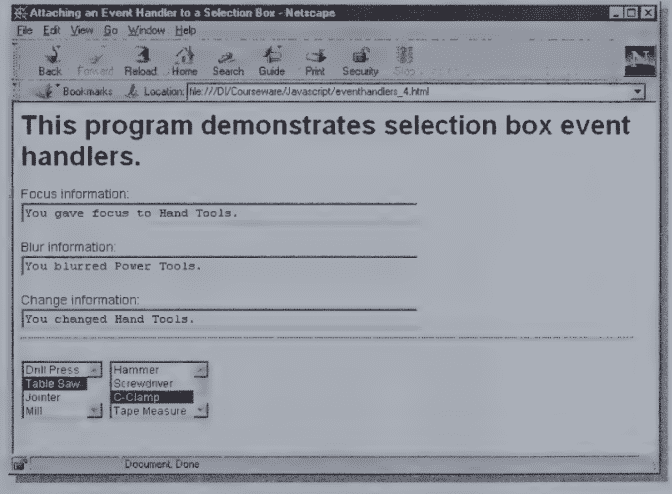 Attaching an Event Handler to a Selection Box - Netscape
File Edit View Go Window Help
Back Forward Reload Home Search Guide Print Security Stop
Bookmarks Location: file:///D|/Courseware/Javascript/eventhandlers_4.html
This program demonstrates selection box event
handlers.
Focus information:
You gave focus to Hand Tools.
Blur information:
You blurred Power Tools.
Change information:
You changed Hand Tools.
Drill Press Hammer
Table Saw Screwdriver
Jointer C-Clamp
Mill Tape Measure
Document: Done